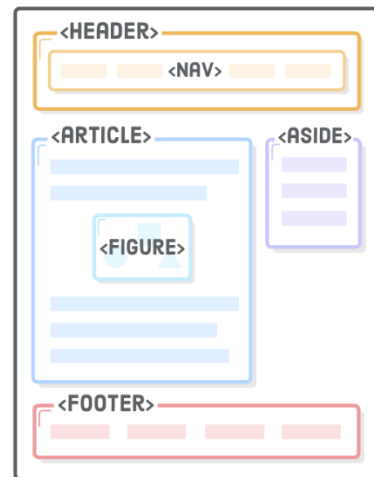 <HEADER>
<NAV>
<ARTICLE>
<ASIDE>
<FIGURE>
<FOOTER>